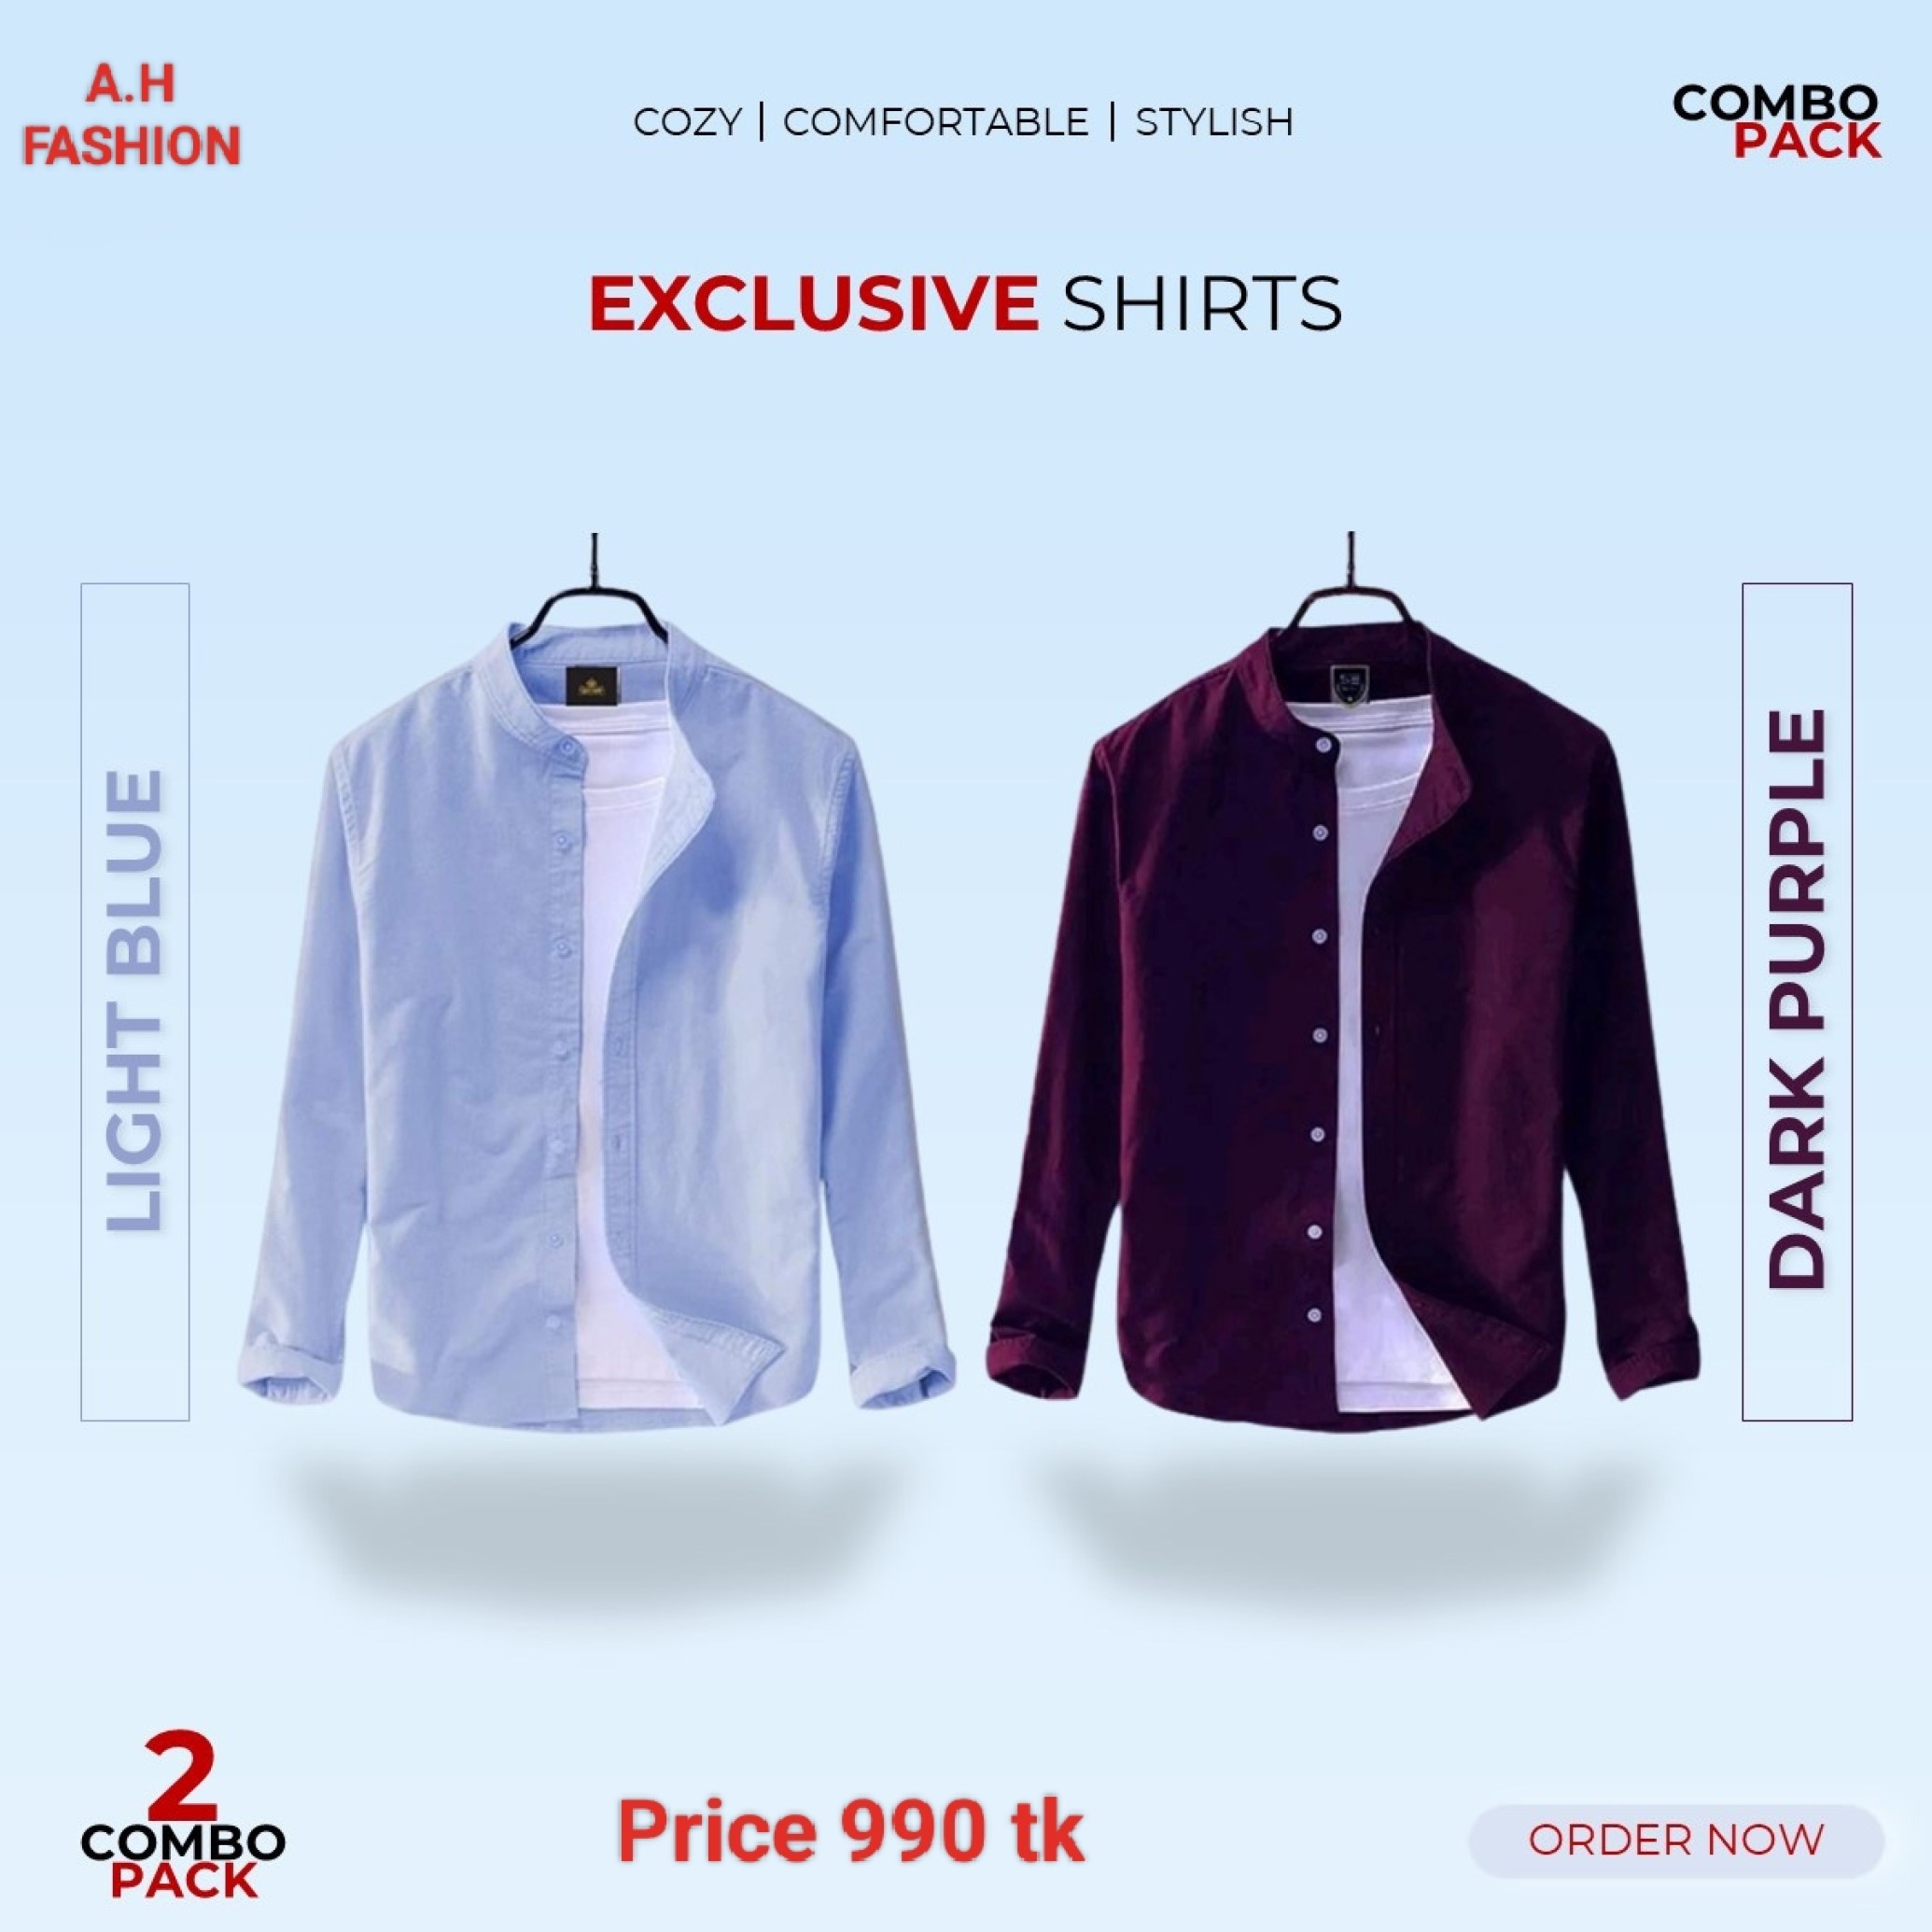 A.H
FASHION
COZY | COMFORTABLE | STYLISH
COMBO
PACK
EXCLUSIVE SHIRTS
LIGHT BLUE
DARK PURPLE
2
COMBO
PACK
Price 990 tk
ORDER NOW